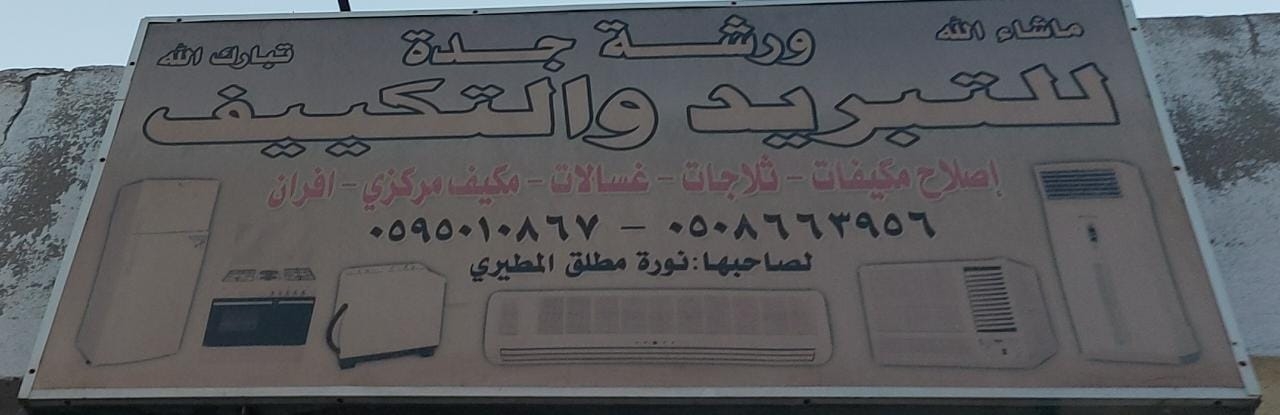 ماشاء الله ورشة جدة تبارك الله
للتبريد والتكييف
إصلاح مكيفات - ثلاجات - غسالات - مكيف مركزي - افران
٠٥٠٨٦٦٣٩٥٦ - ٠٥٩٥٠١٠٨٦٧
لصاحبها: نورة مطلق المطيري